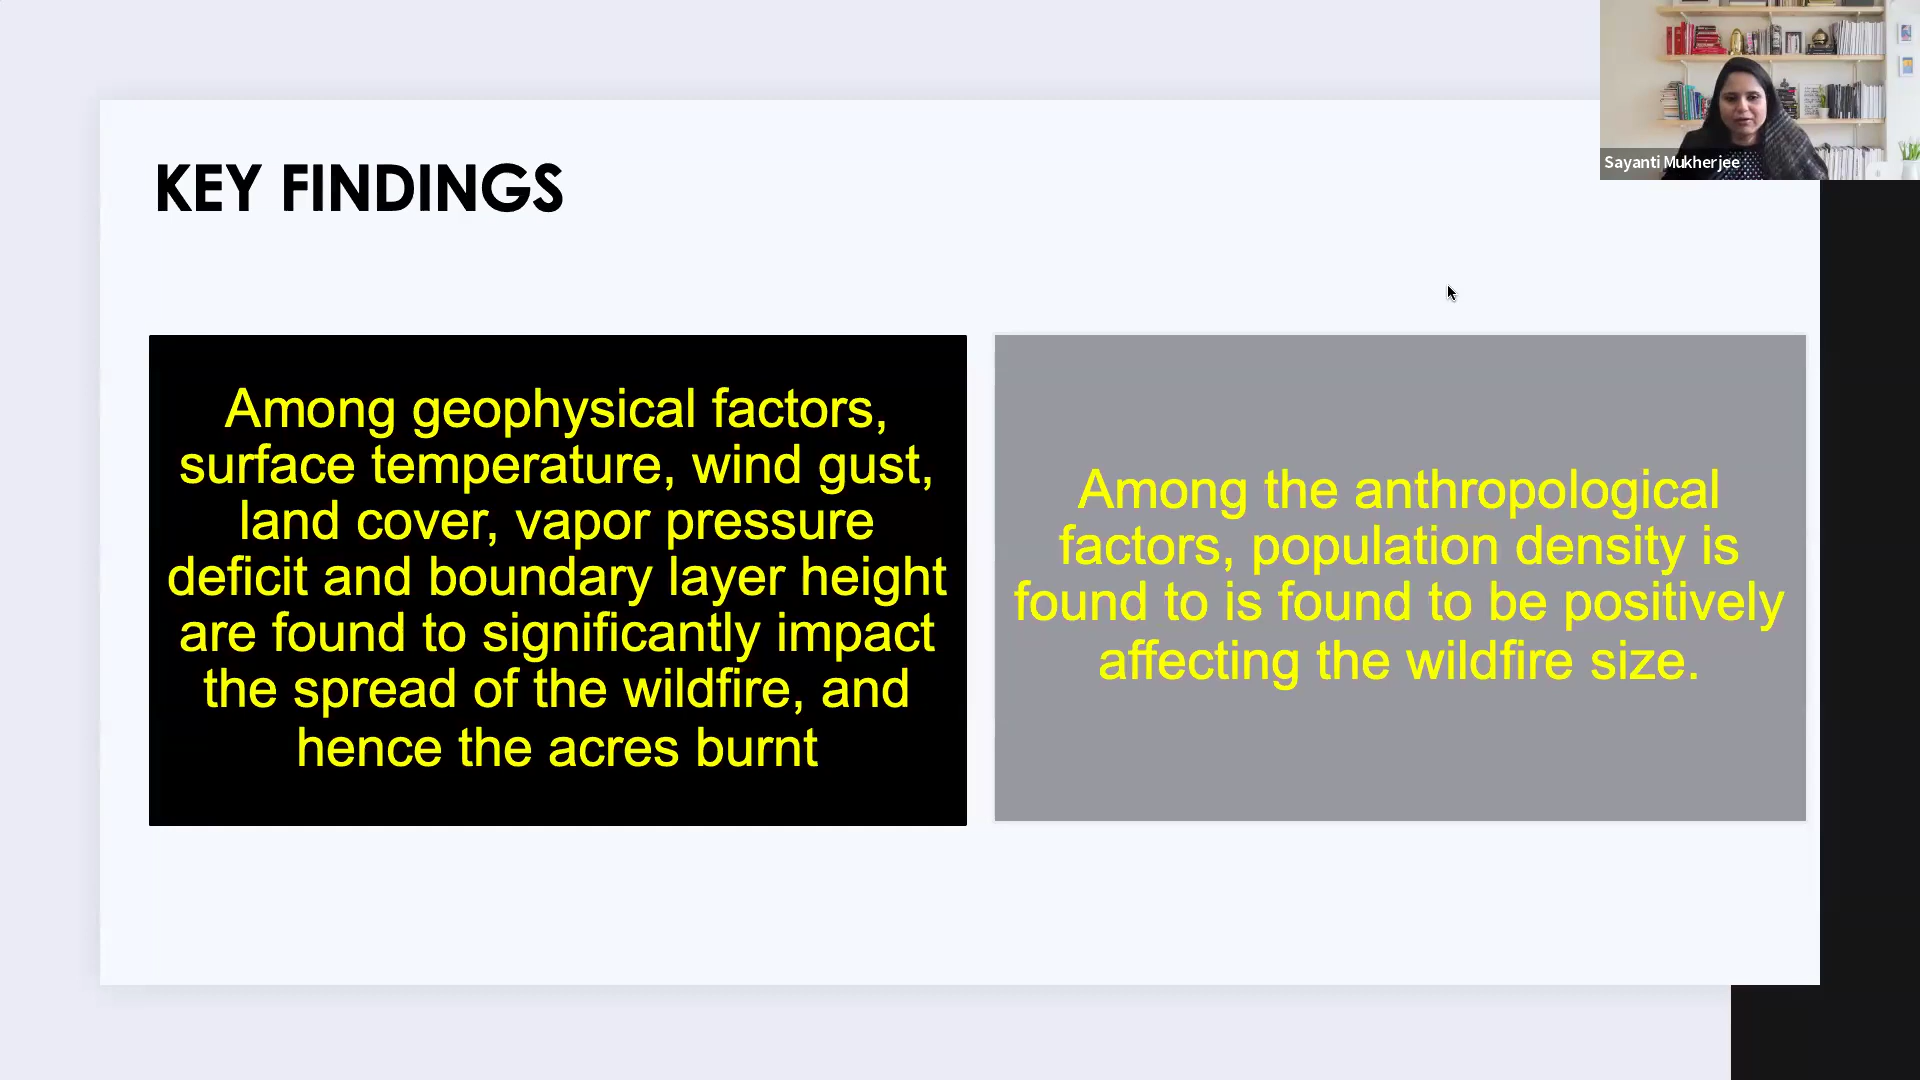 KEY FINDINGS
Sayanti Mukherjee
Among geophysical factors,
surface temperature, wind gust,
land cover, vapor pressure
deficit and boundary layer height
are found to significantly impact
the spread of the wildfire, and
hence the acres burnt
Among the anthropological
factors, population density is
found to is found to be positively
affecting the wildfire size.